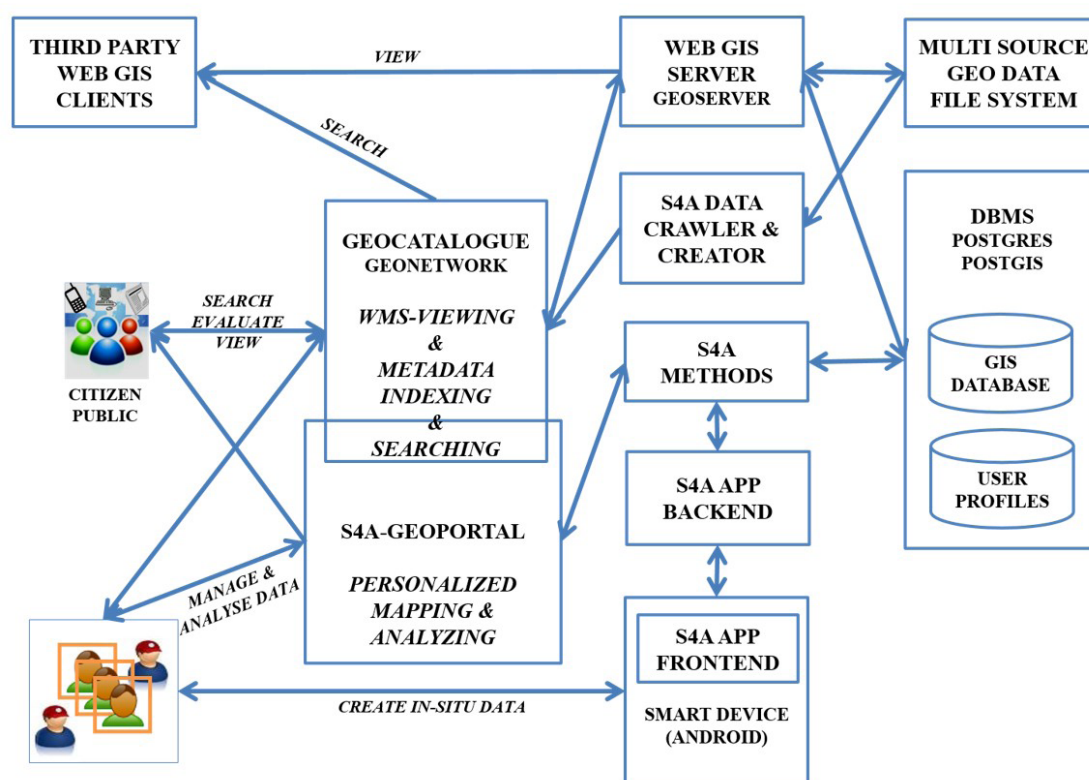 THIRD PARTY
WEB GIS
CLIENTS
VIEW
SEARCH
WEB GIS
SERVER
GEOSERVER
MULTI SOURCE
GEO DATA
FILE SYSTEM
S4A DATA
CRAWLER &
CREATOR
DBMS
POSTGRES
POSTGIS
GIS
DATABASE
USER
PROFILES
GEOCATALOGUE
GEONETWORK
WMS-VIEWING
&
METADATA
INDEXING
&
SEARCHING
SEARCH
EVALUATE
VIEW
CITIZEN
PUBLIC
S4A
METHODS
S4A APP
BACKEND
S4A-GEOPORTAL
PERSONALIZED
MAPPING &
ANALYZING
MANAGE &
ANALYSE DATA
S4A APP
FRONTEND
SMART DEVICE
(ANDROID)
CREATE IN-SITU DATA